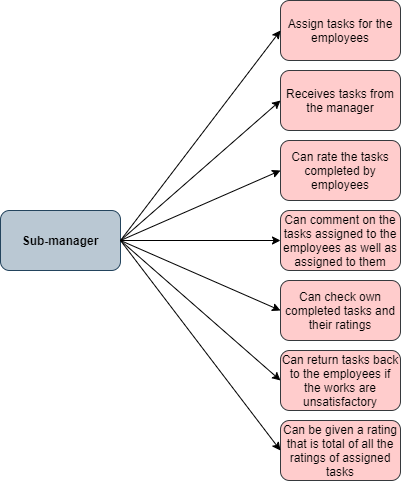 Assign tasks for the
employees
Receives tasks from
the manager
Can rate the tasks
completed by
employees
Sub-manager
Can comment on the
tasks assigned to the
employees as well as
assigned to them
Can check own
completed tasks and
their ratings
Can return tasks back
to the employees if
the works are
unsatisfactory
Can be given a rating
that is total of all the
ratings of assigned
tasks